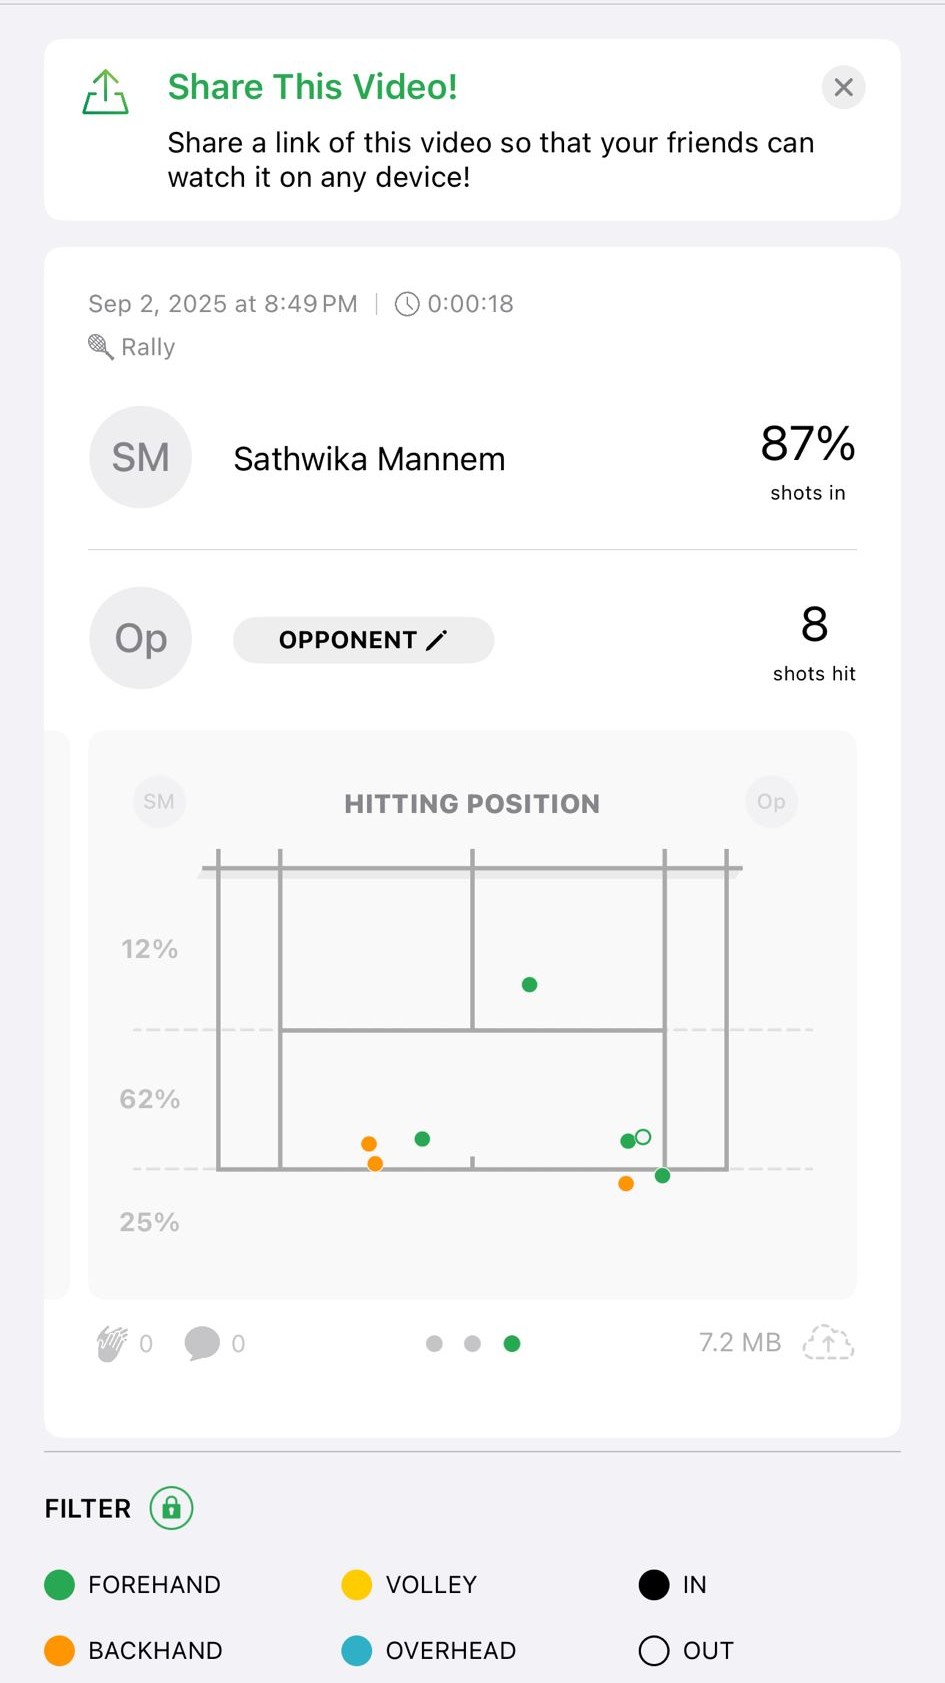 Share This Video!
Share a link of this video so that your friends can
watch it on any device!
Sep 2, 2025 at 8:49 PM | 0:00:18
Rally
SM
Sathwika Mannem
87%
shots in
Op
OPPONENT
8
shots hit
SM
HITTING POSITION
Op
12%
62%
25%
0
0
7.2 MB
FILTER
FOREHAND
VOLLEY
IN
BACKHAND
OVERHEAD
OUT